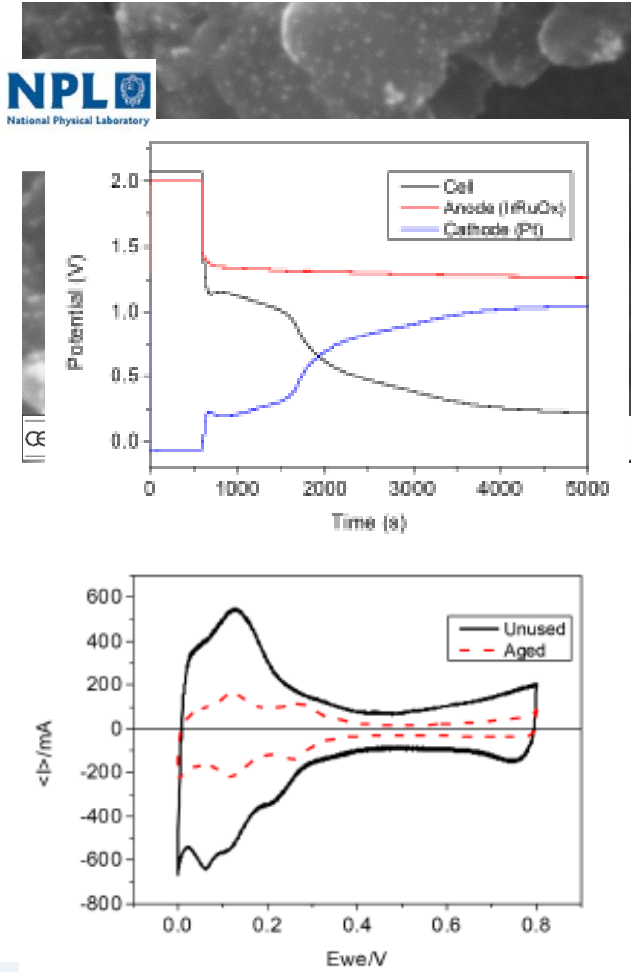 NPL
National Physical Laboratory
Cell
Anode (IrRuOx)
Cathode (Pt)
2.0
1.5
1.0
0.5
0.0
Potential (V)
0 1000 2000 3000 4000 5000
Time (s)
Unused
Aged
600
400
200
0
-200
-400
-600
-800
<I>/mA
0.0 0.2 0.4 0.6 0.8
Ewe/V